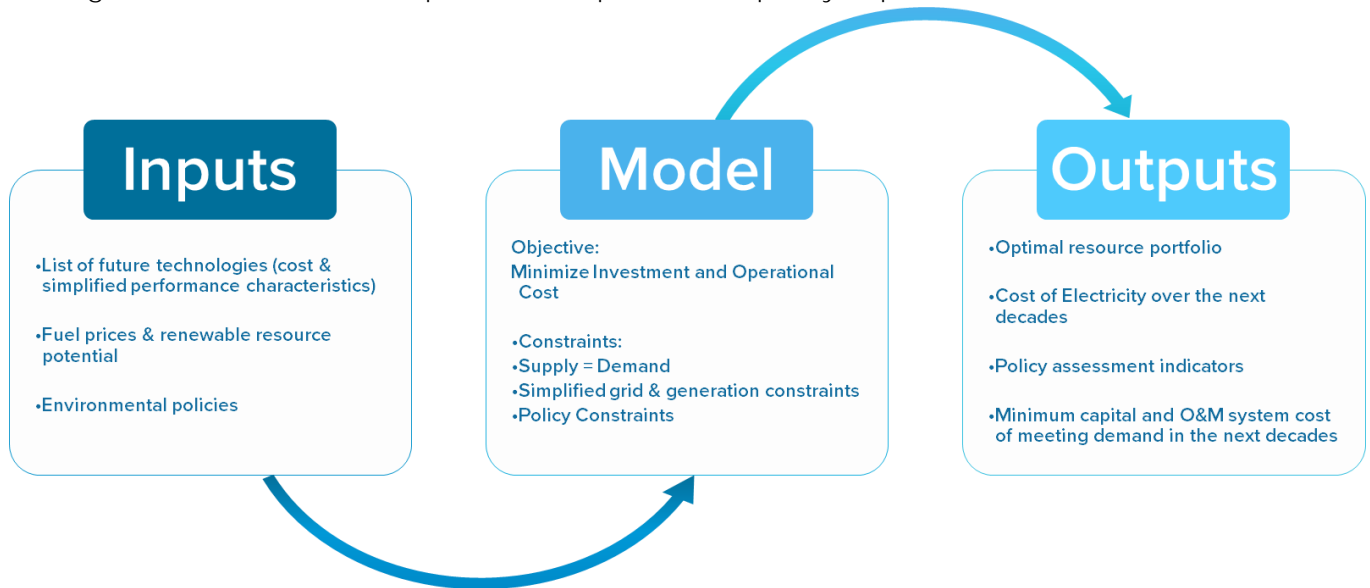 Inputs
•List of future technologies (cost &
simplified performance characteristics)
•Fuel prices & renewable resource
potential
•Environmental policies
Model
Objective:
Minimize Investment and Operational
Cost
•Constraints:
•Supply = Demand
•Simplified grid & generation constraints
•Policy Constraints
Outputs
•Optimal resource portfolio
•Cost of Electricity over the next
decades
•Policy assessment indicators
•Minimum capital and O&M system cost
of meeting demand in the next decades